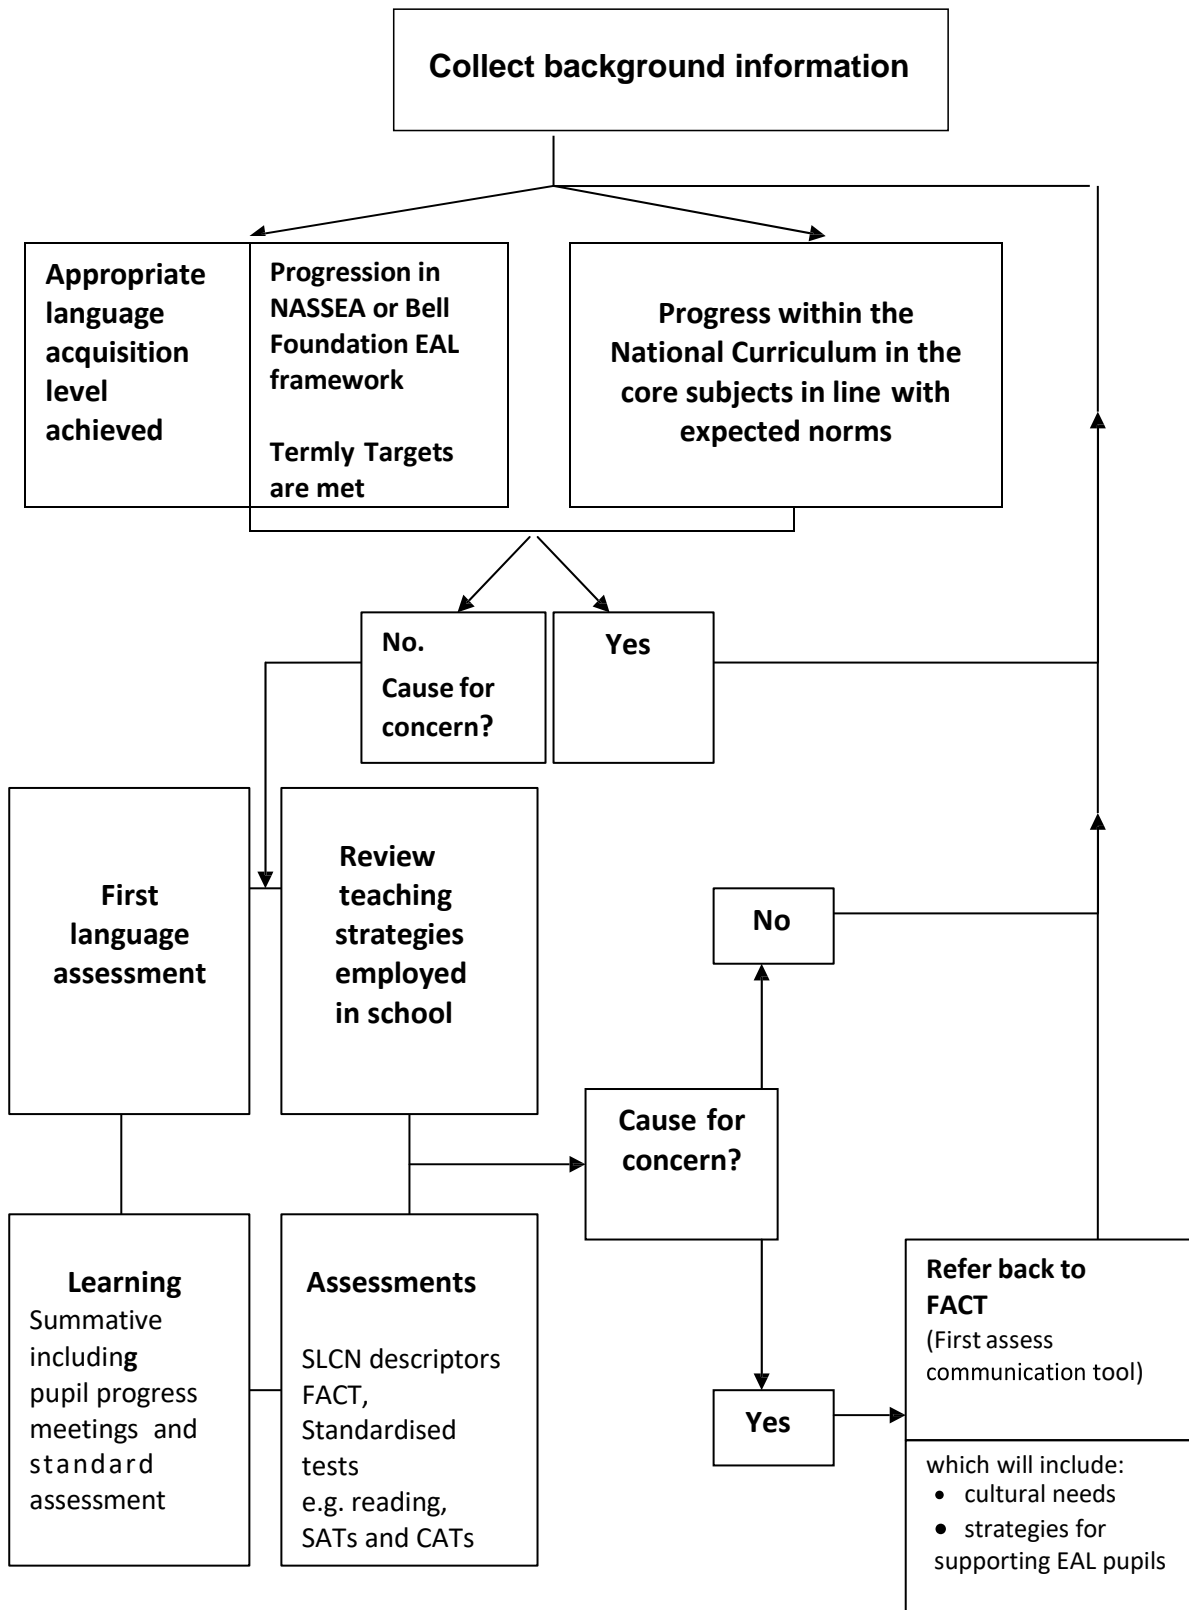 Collect background information
Appropriate
language
acquisition
level
achieved
Progression in
NASSEA or Bell
Foundation EAL
framework
Termly Targets
are met
Progress within the
National Curriculum in the
core subjects in line with
expected norms
No.
Cause for
concern?
Yes
First
language
assessment
Review
teaching
strategies
employed
in school
No
Cause for
concern?
Learning
Summative
including
pupil progress
meetings and
standard
assessment
Assessments
SLCN descriptors
FACT,
Standardised
tests
e.g. reading,
SATs and CATs
Yes
Refer back to
FACT
(First assess
communication tool)
which will include:
• cultural needs
• strategies for
supporting EAL pupils